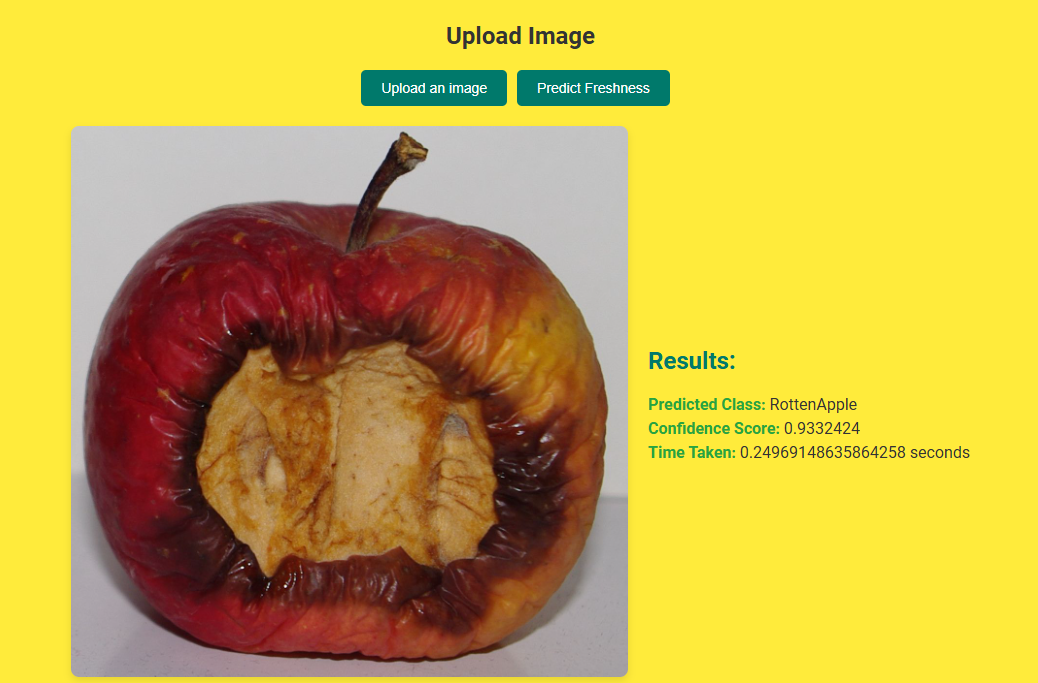 Upload Image
Upload an image
Predict Freshness
Results:
Predicted Class: RottenApple
Confidence Score: 0.9332424
Time Taken: 0.24969148635864258 seconds